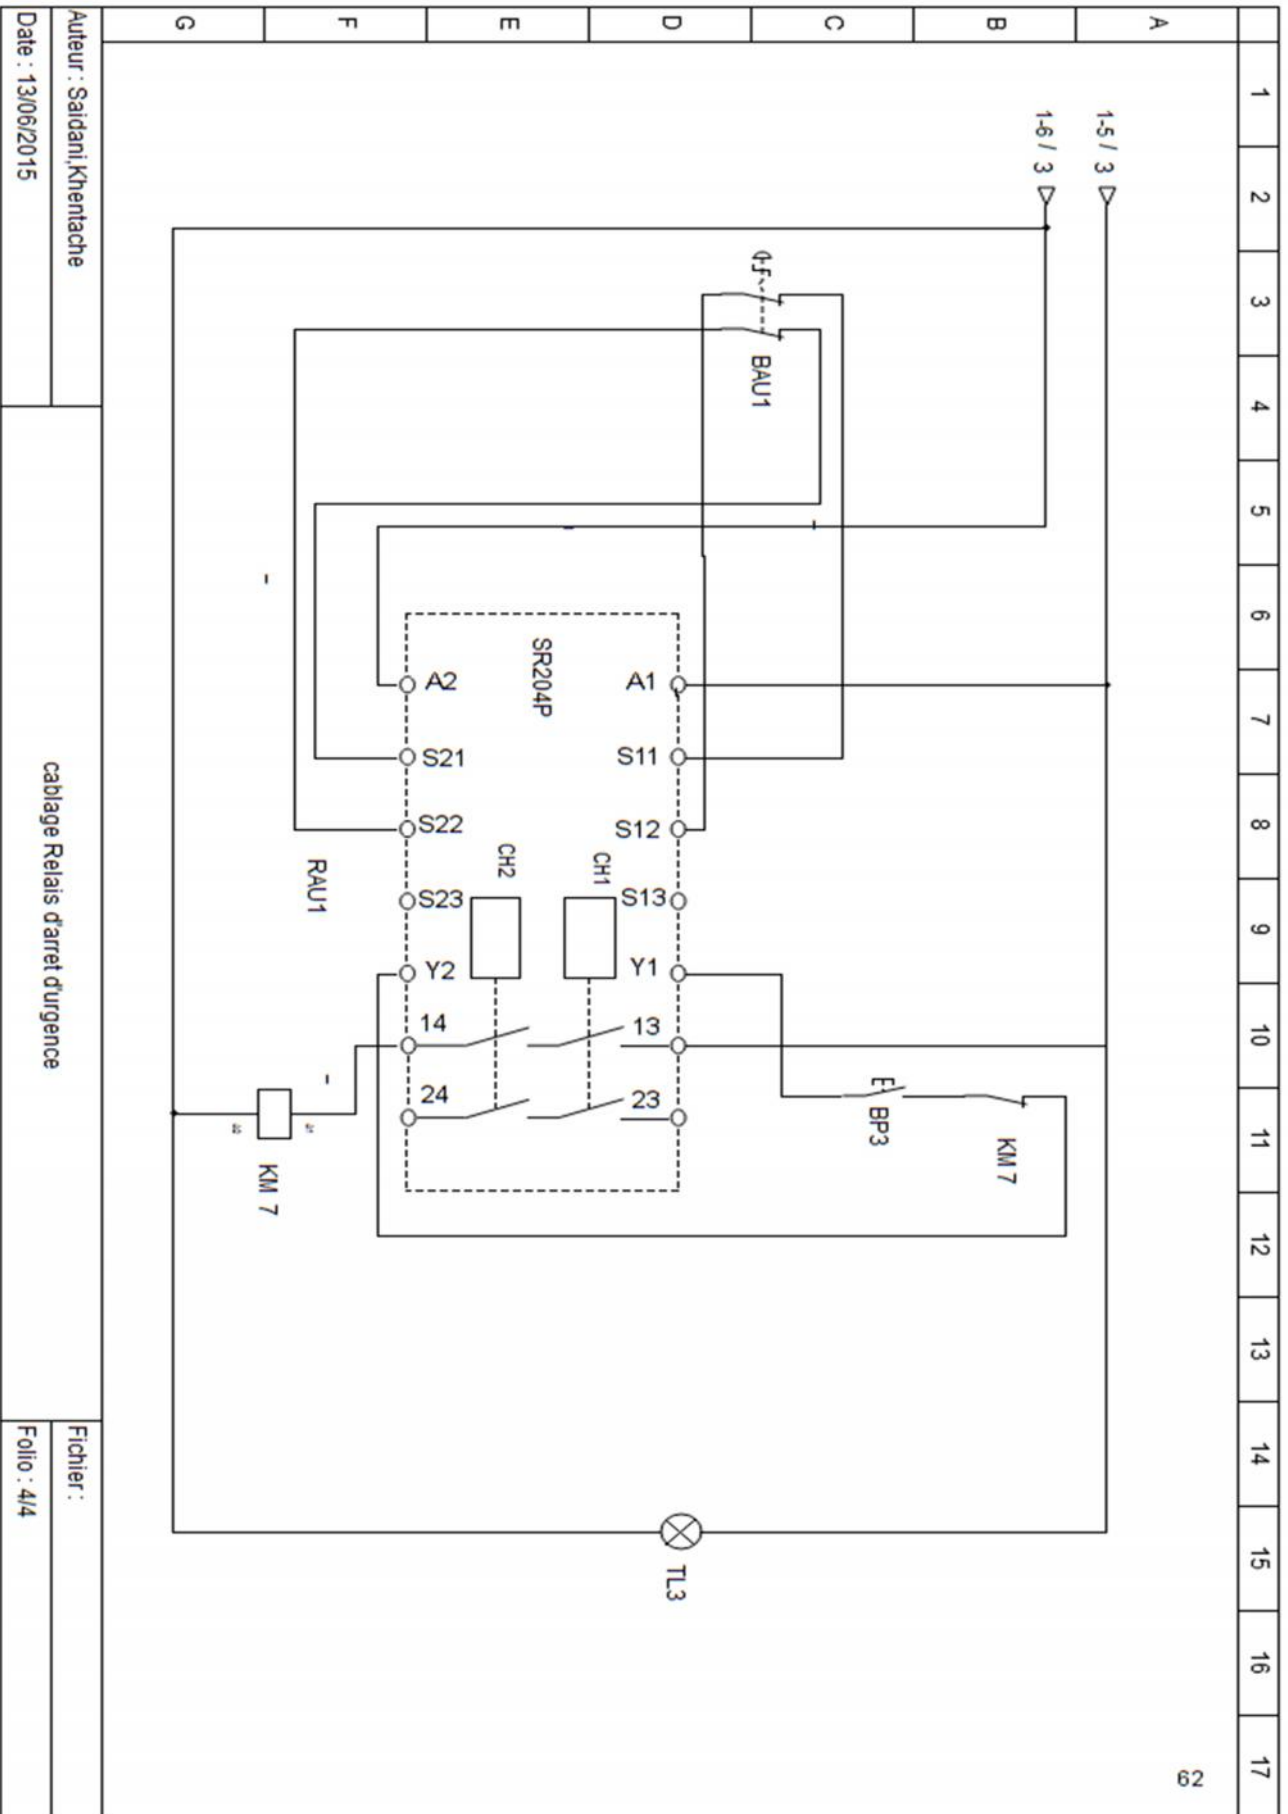 1 2 3 4 5 6 7 8 9 10 11 12 13 14 15 16 17
A
B
C
D
E
F
G
1-5 / 3
1-6 / 3
BAU1
SR204P
A1
A2
S11
S21
S12
S22
CH1
CH2
S13
S23
RAU1
Y1
Y2
13
14
23
24
BP3
KM 7
KM 7
TL3
62
Auteur : Saidani,Khentache
Date : 13/06/2015
cablage Relais d'arret d'urgence
Fichier :
Folio : 4/4